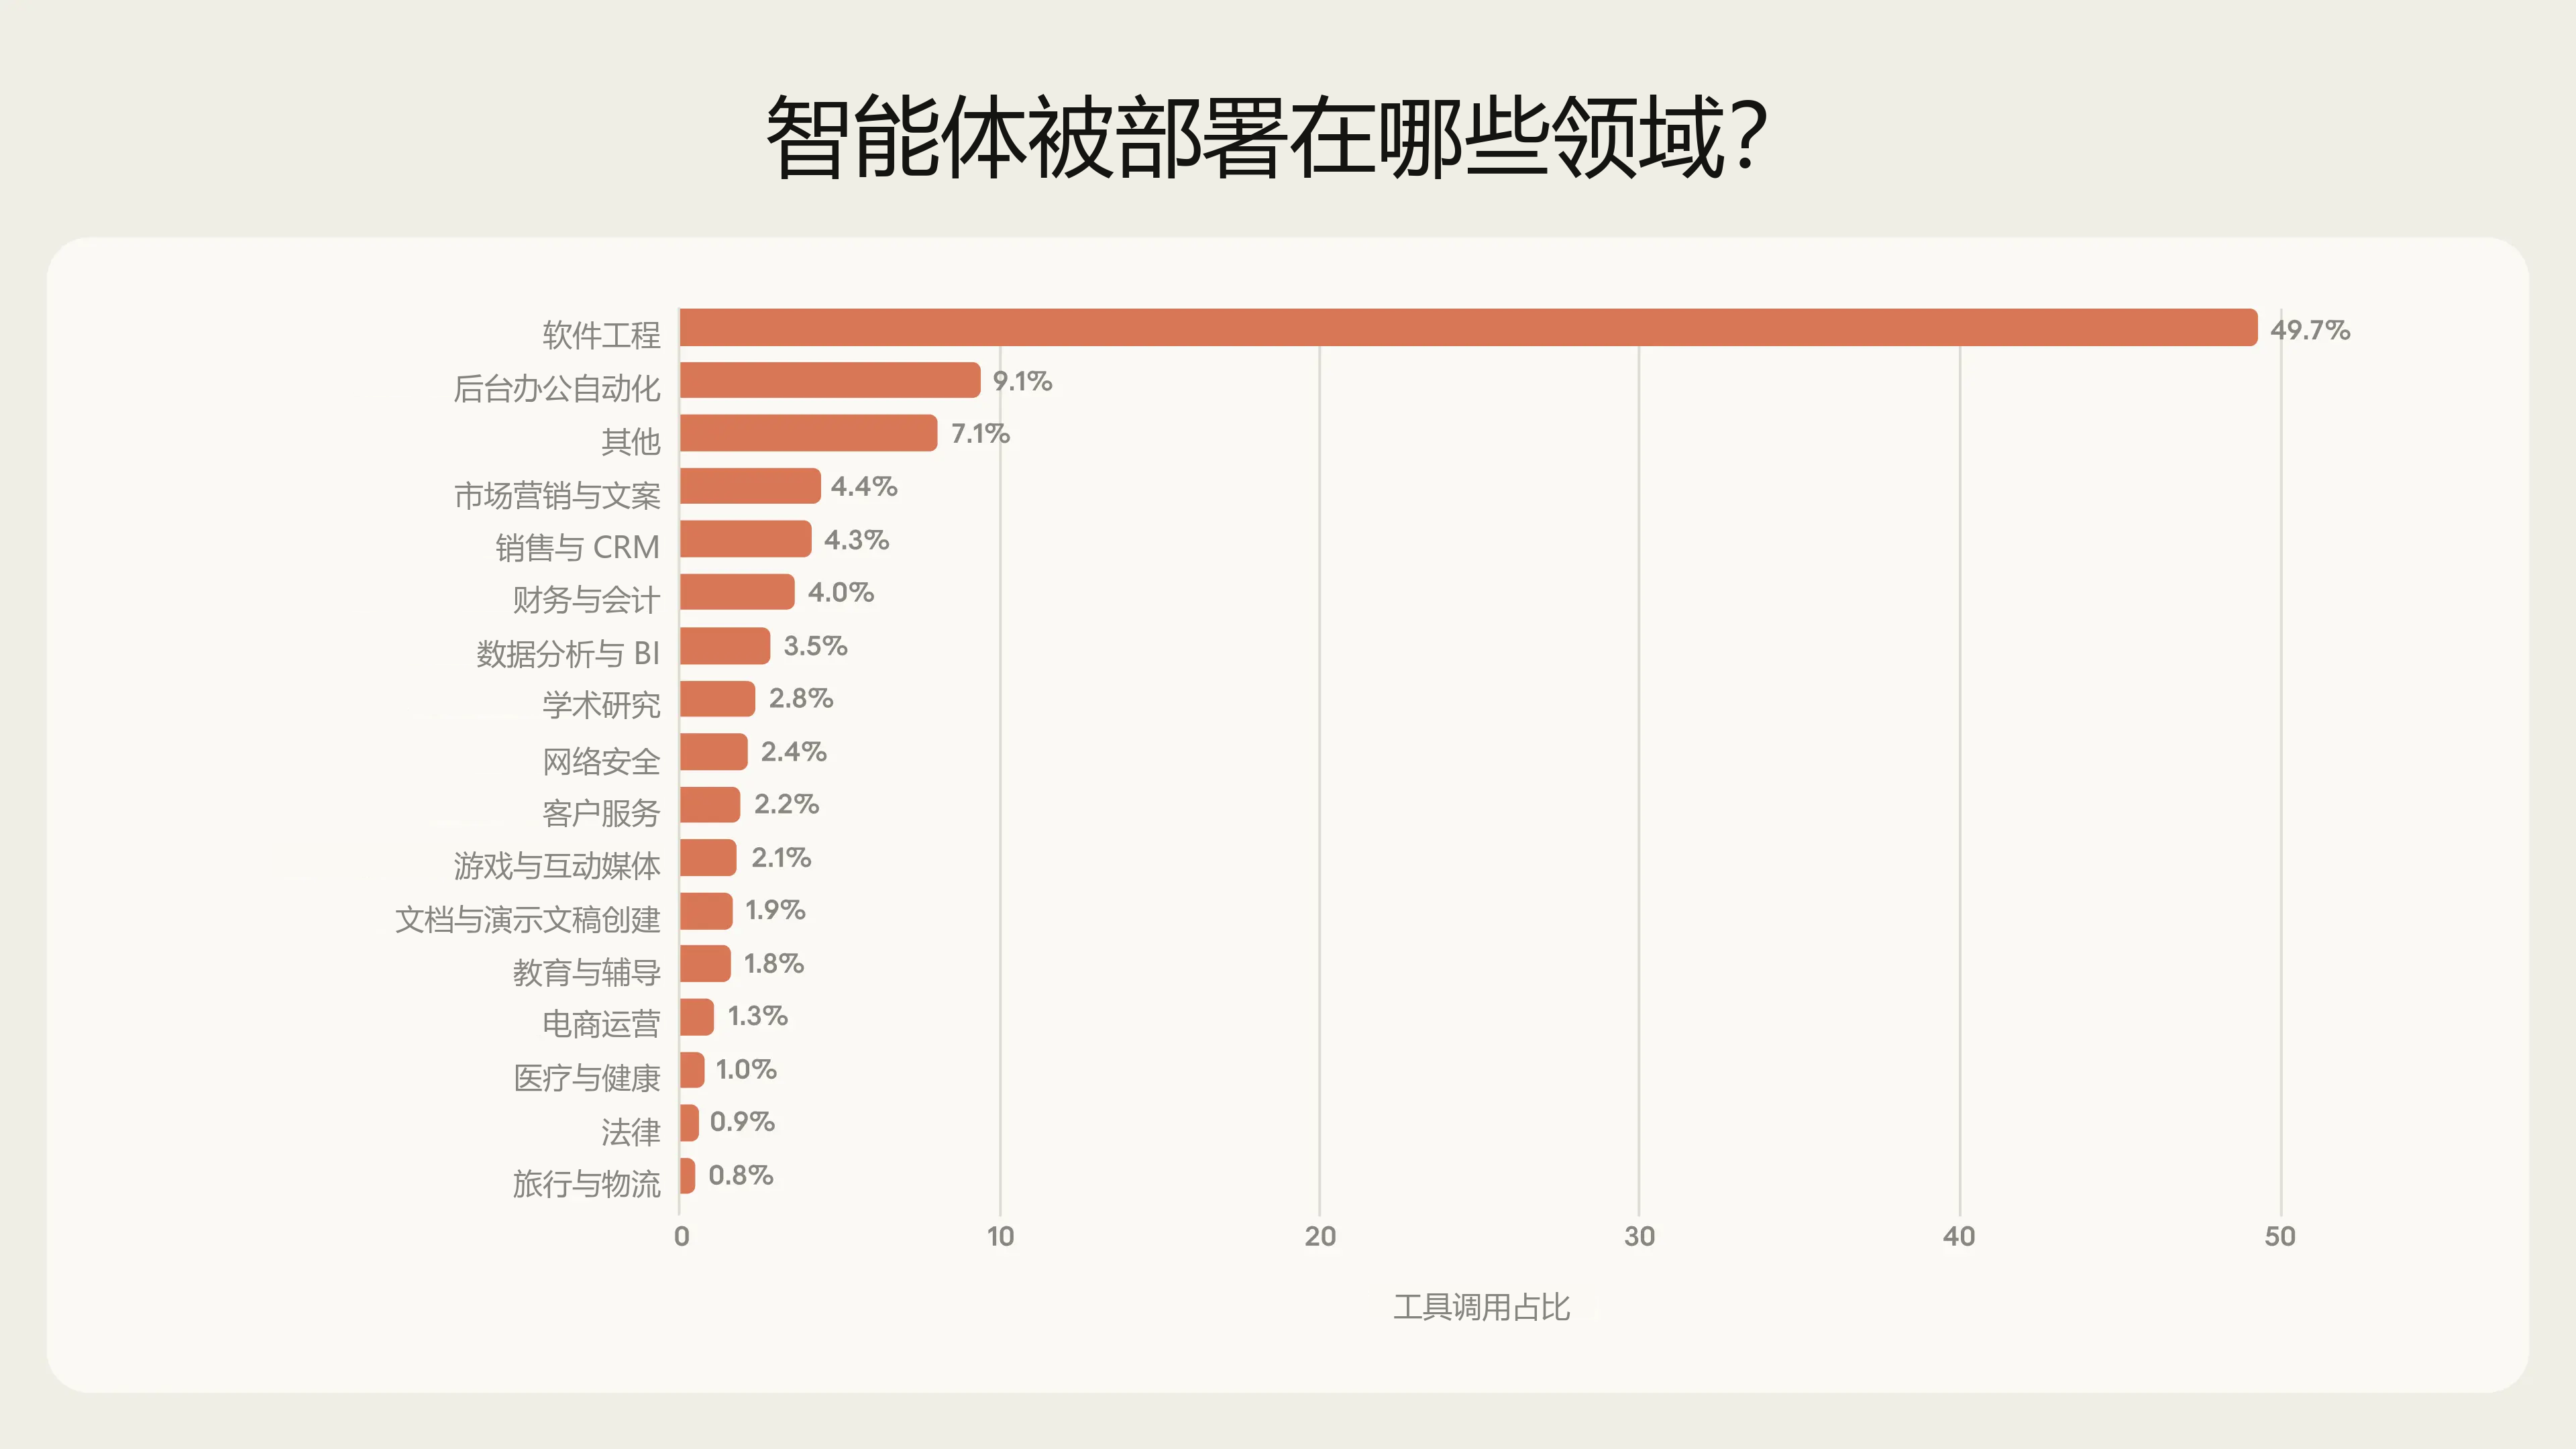 智能体被部署在哪些领域？
软件工程 49.7%
后台办公自动化 9.1%
其他 7.1%
市场营销与文案 4.4%
销售与 CRM 4.3%
财务与会计 4.0%
数据分析与 BI 3.5%
学术研究 2.8%
网络安全 2.4%
客户服务 2.2%
游戏与互动媒体 2.1%
文档与演示文稿创建 1.9%
教育与辅导 1.8%
电商运营 1.3%
医疗与健康 1.0%
法律 0.9%
旅行与物流 0.8%
0 10 20 30 40 50
工具调用占比